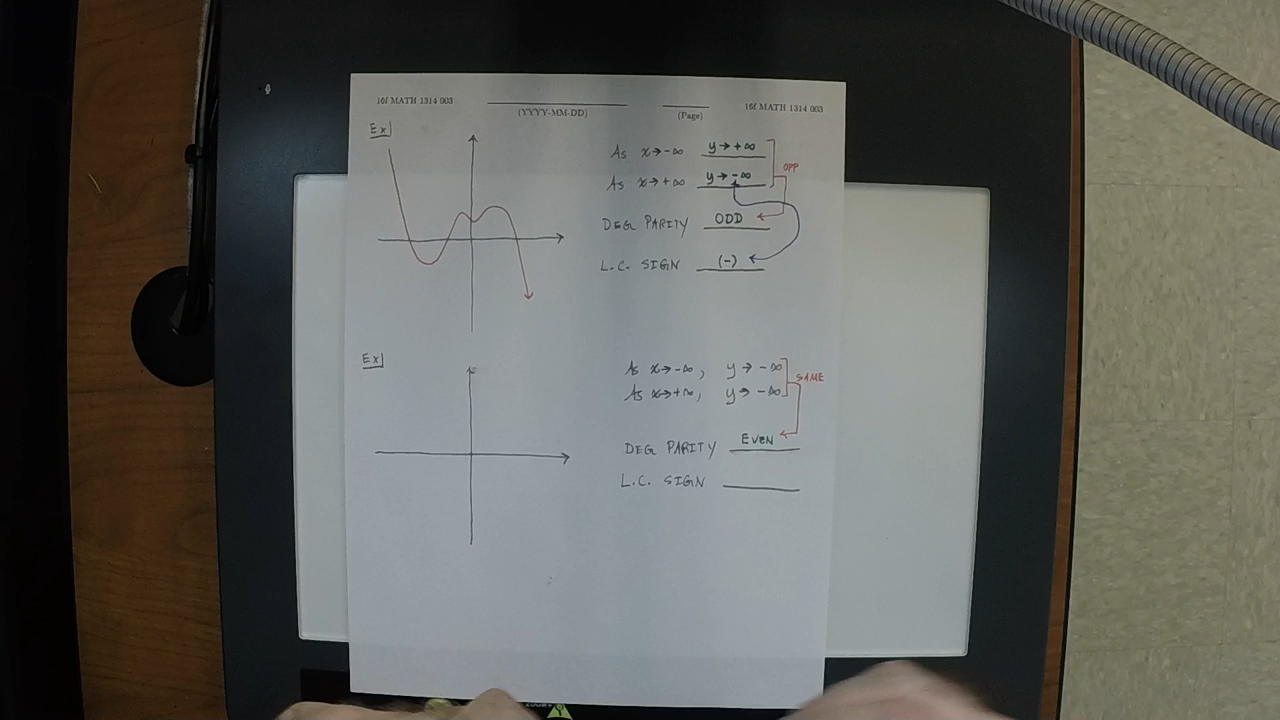 16f MATH 1314 003
(YYYY-MM-DD)
(Page)
16f MATH 1314 003
Ex]
As x→-∞ y→+∞
As x→+∞ y→-∞
OPP
DEG PARITY ODD
L.C. SIGN (-)
Ex]
As x→-∞, y→-∞
As x→+∞, y→-∞
SAME
DEG PARITY EVEN
L.C. SIGN